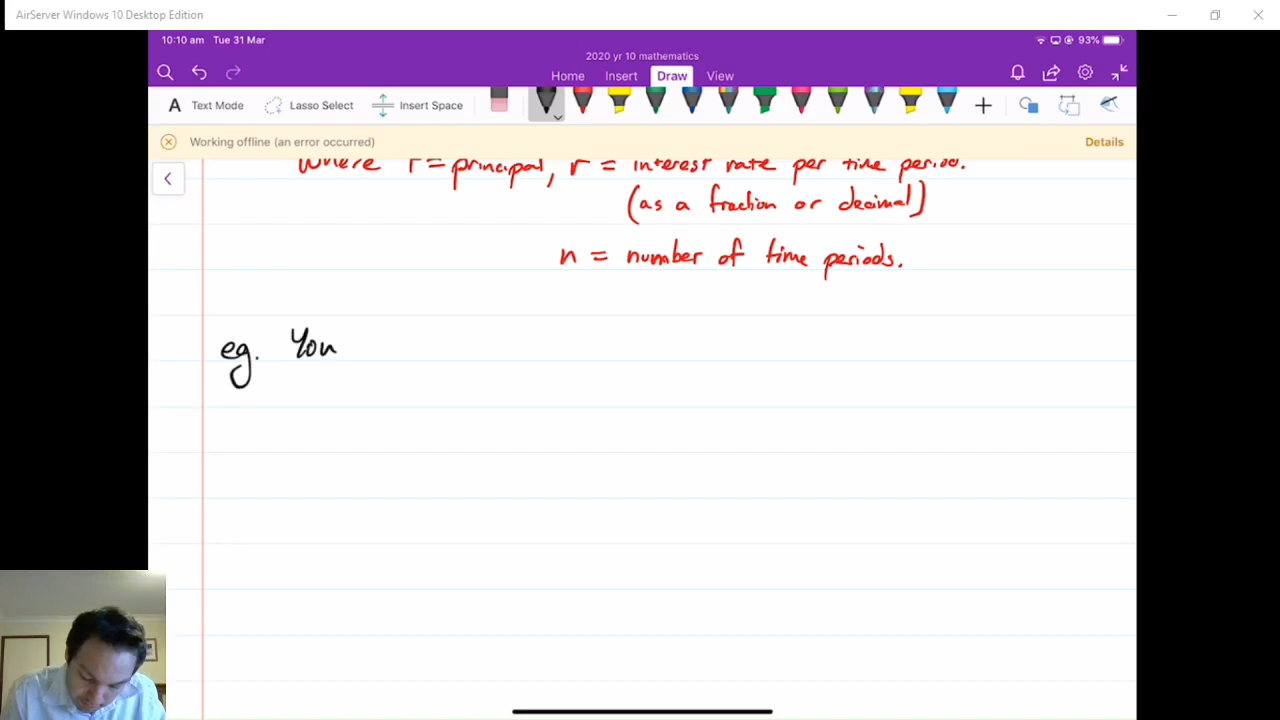 AirServer Windows 10 Desktop Edition
10:10 am Tue 31 Mar
93%
2020 yr 10 mathematics
Home Insert Draw View
A Text Mode Lasso Select Insert Space
Working offline (an error occurred) Details
where P = principal, r = interest rate per time period.
(as a fraction or decimal)
n = number of time periods.
eg. You